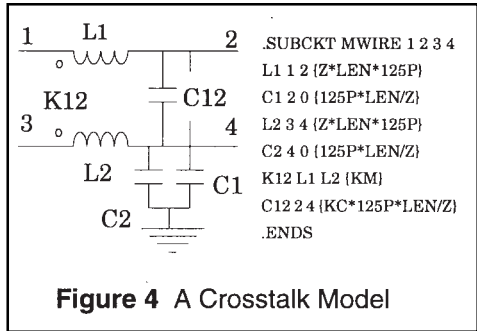 1
L1
2
K12
C12
3
4
L2
C1
C2
.SUBCKT MWIRE 1 2 3 4
L1 1 2 {Z*LEN*125P}
C1 2 0 {125P*LEN/Z}
L2 3 4 {Z*LEN*125P}
C2 4 0 {125P*LEN/Z}
K12 L1 L2 {KM}
C12 2 4 {KC*125P*LEN/Z}
.ENDS
Figure 4 A Crosstalk Model